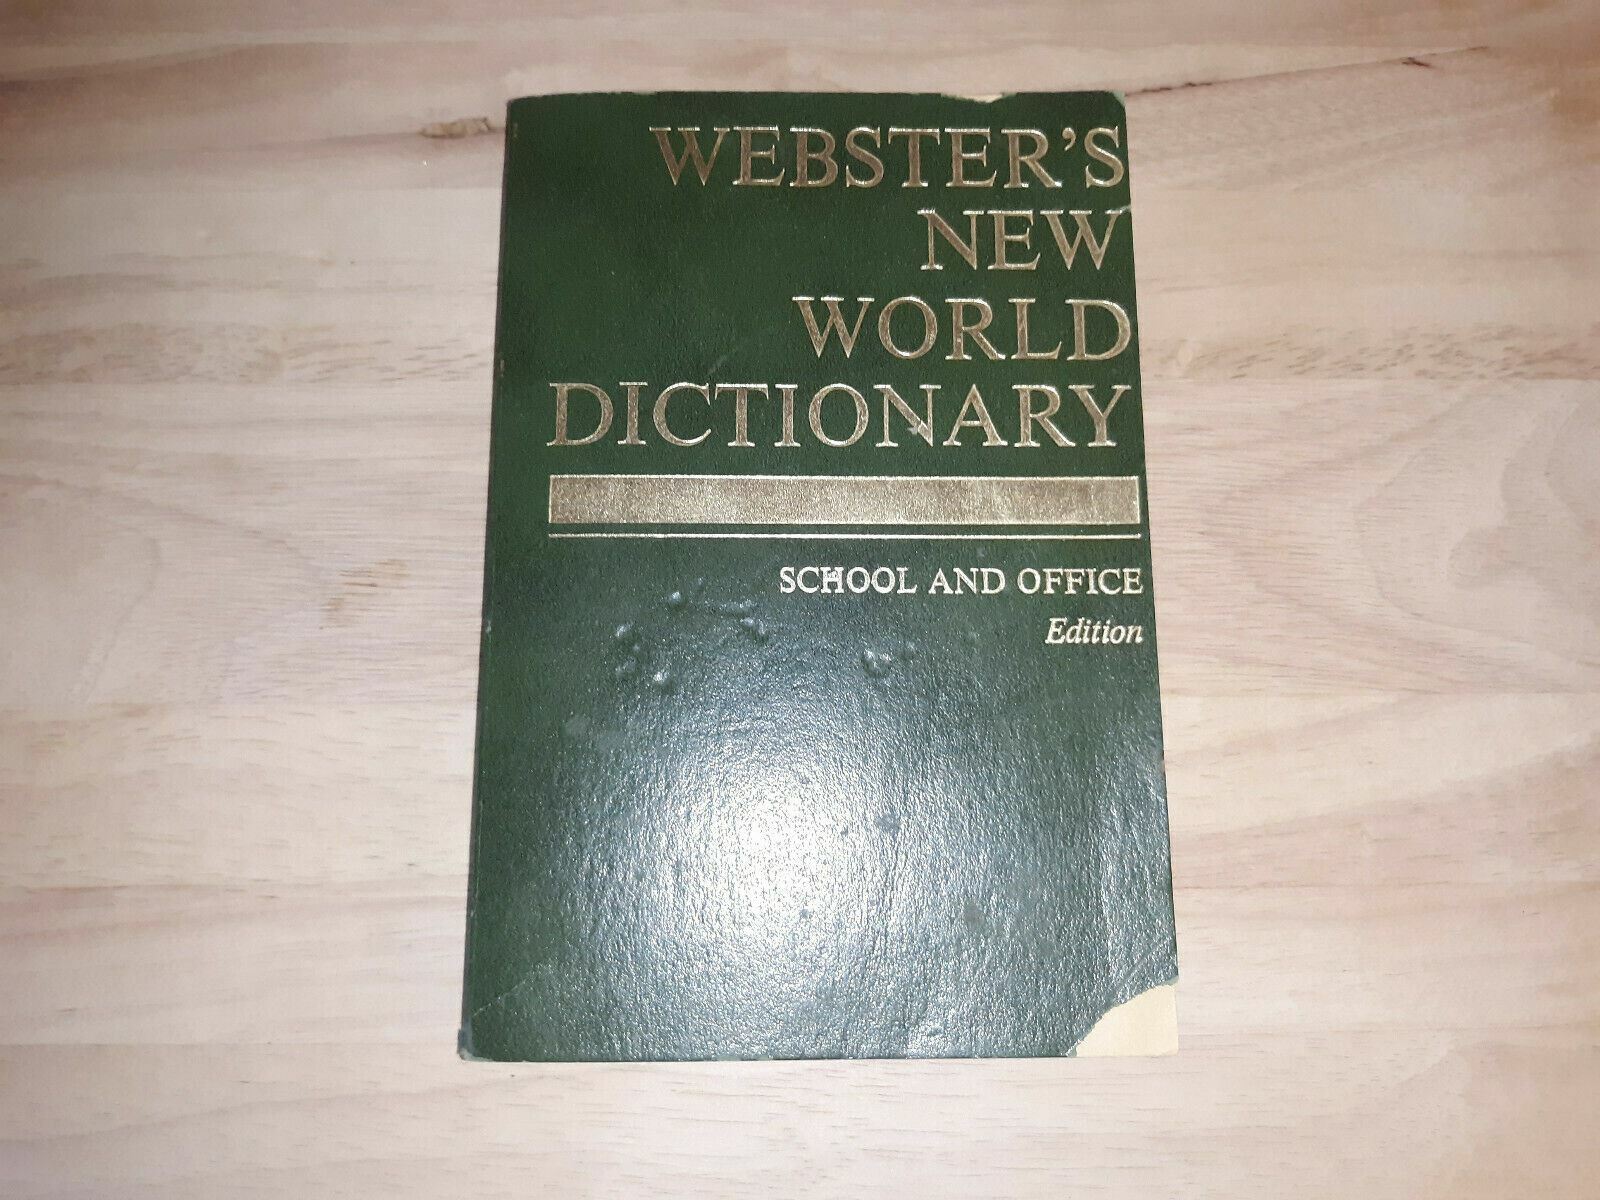 WEBSTER'S
NEW
WORLD
DICTIONARY
SCHOOL AND OFFICE
Edition